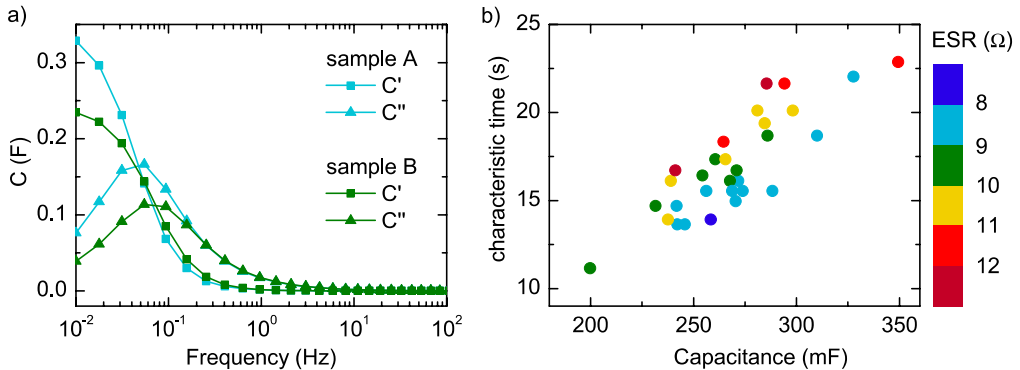 a)
0.3
0.2
0.1
0.0
C (F)
sample A
C'
C''
sample B
C'
C''
10⁻² 10⁻¹ 10⁰ 10¹ 10²
Frequency (Hz)
b)
25
20
15
10
characteristic time (s)
200 250 300 350
Capacitance (mF)
ESR (Ω)
8
9
10
11
12